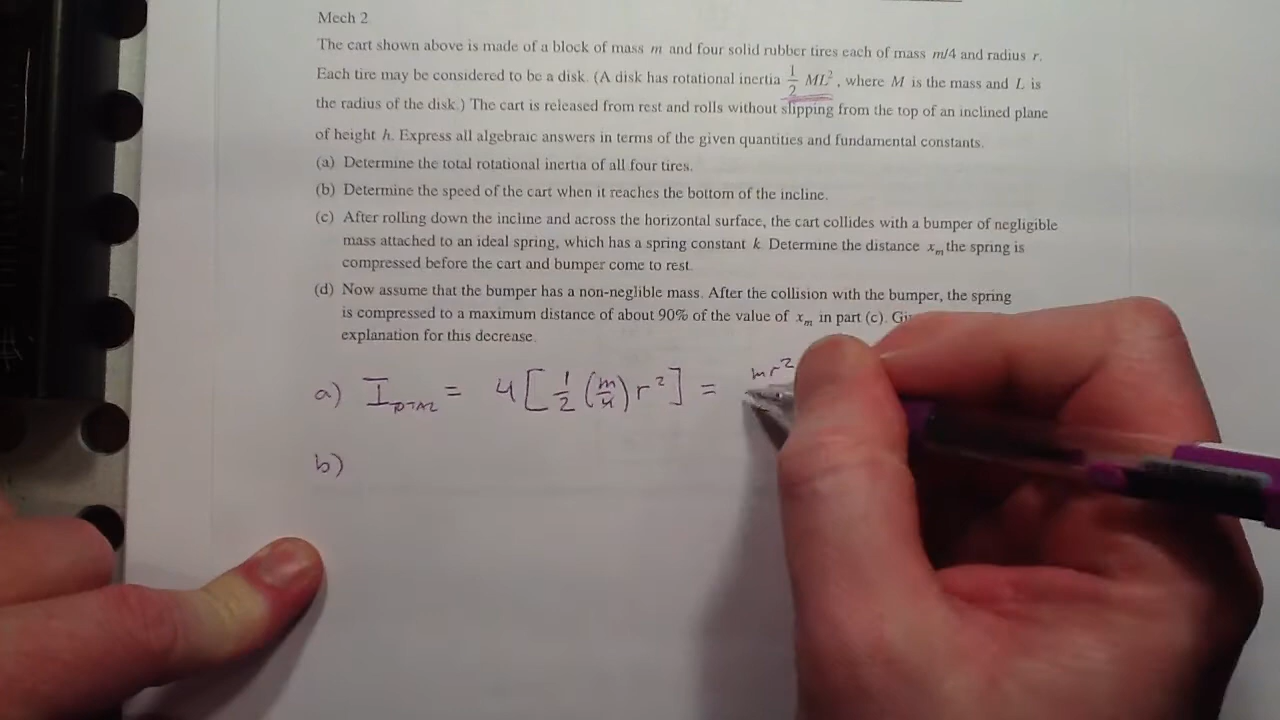 Mech 2
The cart shown above is made of a block of mass m and four solid rubber tires each of mass m/4 and radius r.
Each tire may be considered to be a disk. (A disk has rotational inertia 1/2 ML², where M is the mass and L is
the radius of the disk.) The cart is released from rest and rolls without slipping from the top of an inclined plane
of height h. Express all algebraic answers in terms of the given quantities and fundamental constants.
(a) Determine the total rotational inertia of all four tires.
(b) Determine the speed of the cart when it reaches the bottom of the incline.
(c) After rolling down the incline and across the horizontal surface, the cart collides with a bumper of negligible
mass attached to an ideal spring, which has a spring constant k Determine the distance xₘ the spring is
compressed before the cart and bumper come to rest.
(d) Now assume that the bumper has a non-neglible mass. After the collision with the bumper, the spring
is compressed to a maximum distance of about 90% of the value of xₘ in part (c).
explanation for this decrease.
a) I_TOTAL = 4[1/2 (m/4) r²] = mr²
b)